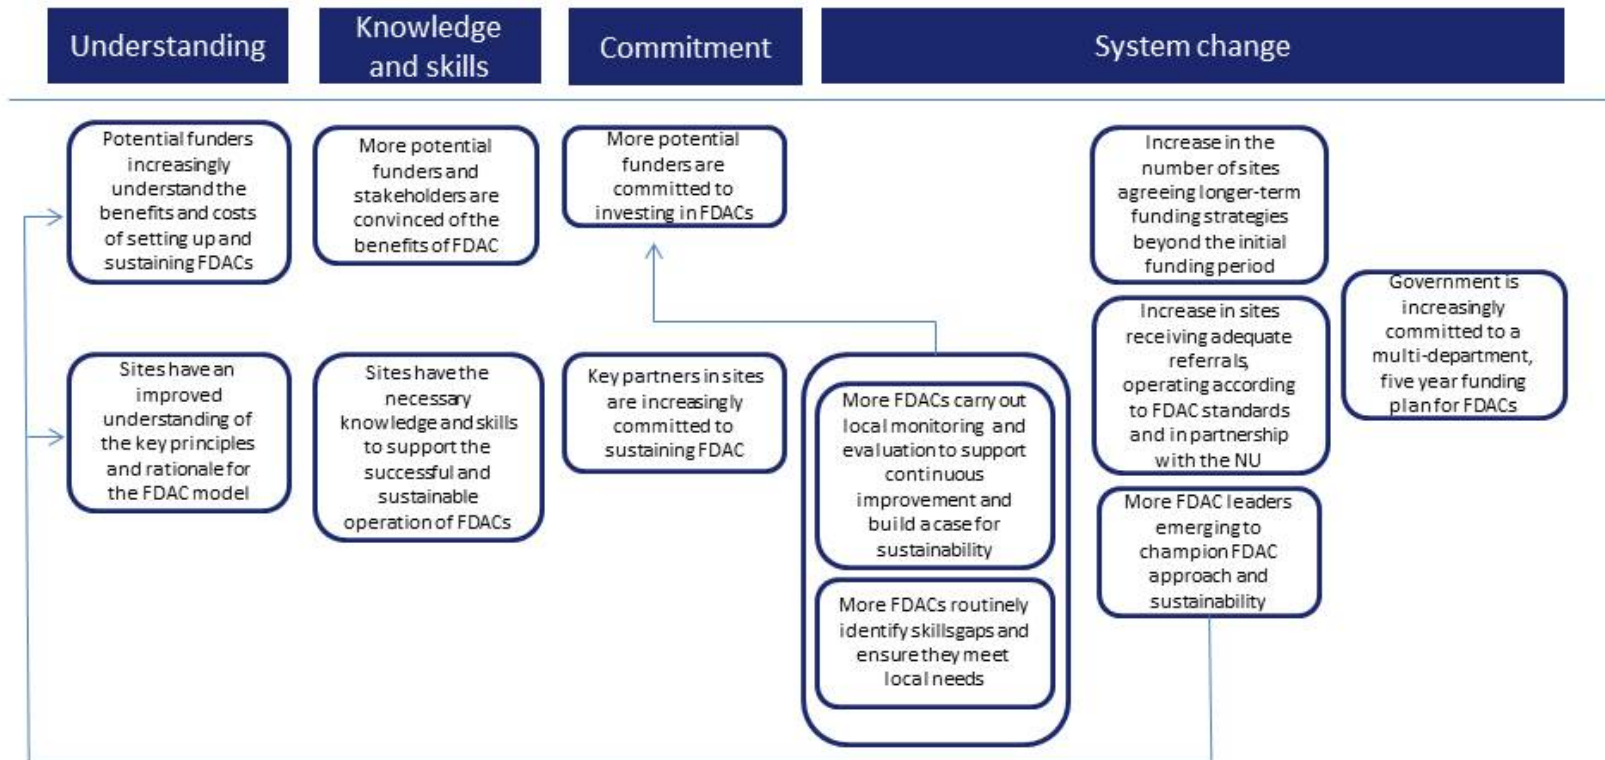 Understanding
Knowledge
and skills
Commitment
System change
Potential funders
increasingly
understand the
benefits and costs
of setting up and
sustaining FDACs
More potential
funders and
stakeholders are
convinced of the
benefits of FDAC
More potential
funders are
committed to
investing in FDACs
Increase in the
number of sites
agreeing longer-term
funding strategies
beyond the initial
funding period
Government is
increasingly
committed to a
multi-department,
five year funding
plan for FDACs
Increase in sites
receiving adequate
referrals,
operating according
to FDAC standards
and in partnership
with the NU
Sites have an
improved
understanding of
the key principles
and rationale for
the FDAC model
Sites have the
necessary
knowledge and skills
to support the
successful and
sustainable
operation of FDACs
Key partners in sites
are increasingly
committed to
sustaining FDAC
More FDACs carry out
local monitoring and
evaluation to support
continuous
improvement and
build a case for
sustainability
More FDACs routinely
identify skillsgaps and
ensure they meet
local needs
More FDAC leaders
emerging to
champion FDAC
approach and
sustainability